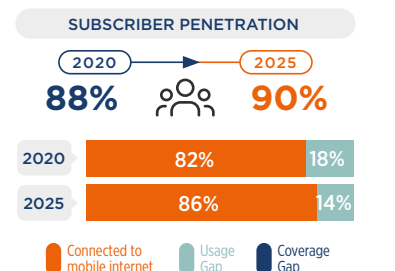 SUBSCRIBER PENETRATION
2020 2025
88% 90%
2020 82% 18%
2025 86% 14%
Connected to Usage Coverage
mobile internet Gap Gap